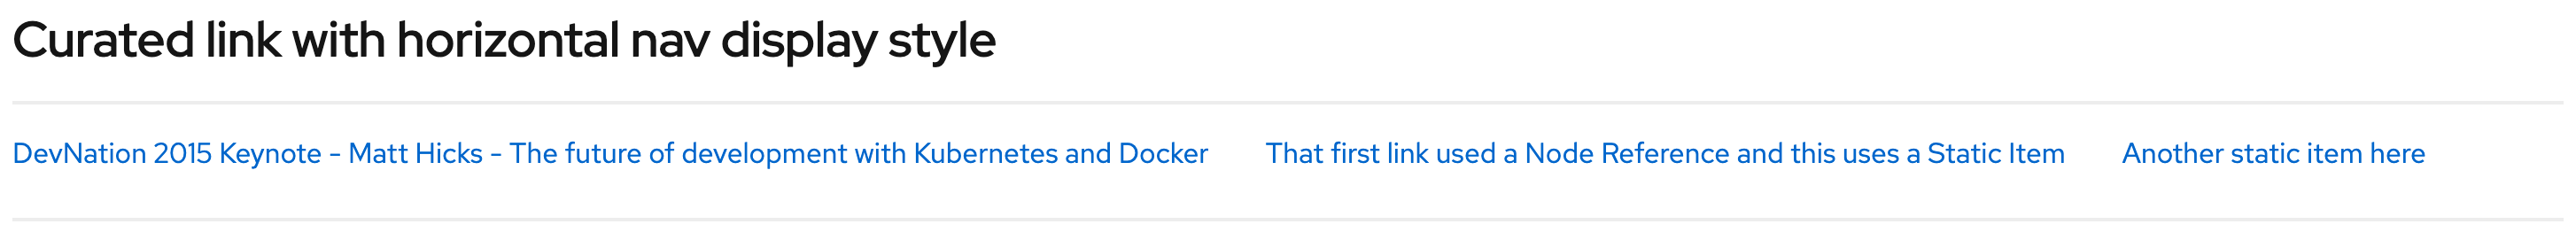 Curated link with horizontal nav display style
DevNation 2015 Keynote - Matt Hicks - The future of development with Kubernetes and Docker That first link used a Node Reference and this uses a Static Item Another static item here